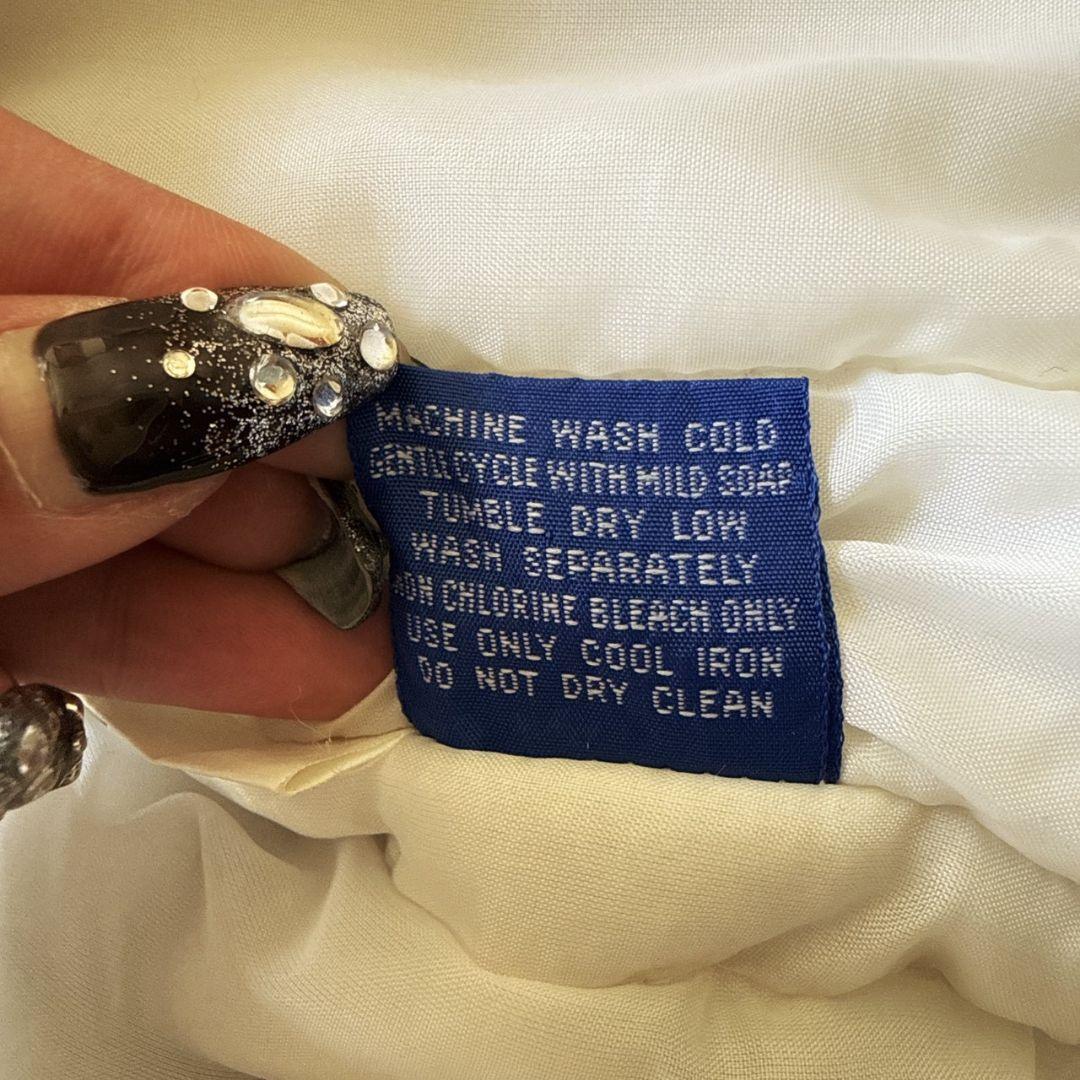 MACHINE WASH COLD
GENTLE CYCLE WITH MILD SOAP
TUMBLE DRY LOW
WASH SEPARATELY
NON CHLORINE BLEACH ONLY
USE ONLY COOL IRON
DO NOT DRY CLEAN